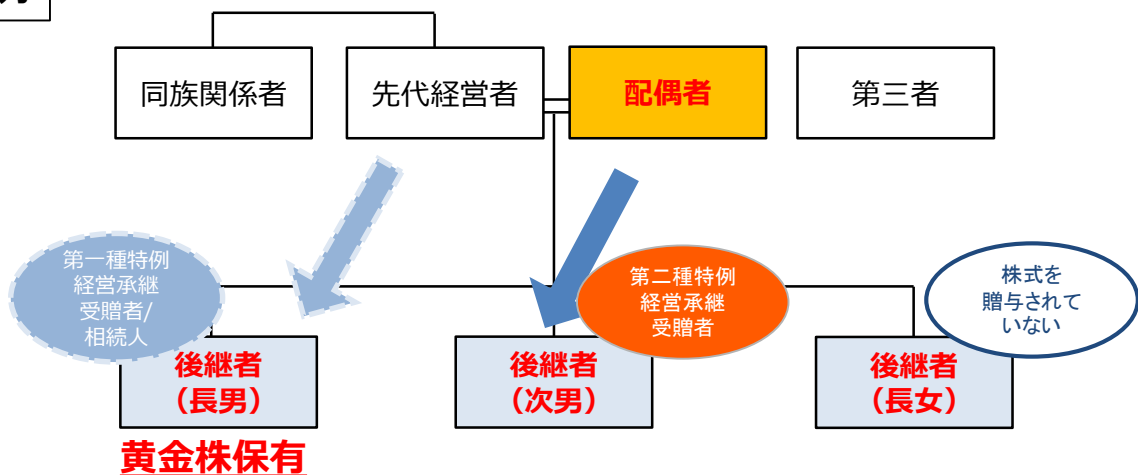 同族関係者
先代経営者
配偶者
第三者
第一種特例
経営承継
受贈者/
相続人
第二種特例
経営承継
受贈者
株式を
贈与されて
いない
後継者
（長男）
後継者
（次男）
後継者
（長女）
黄金株保有